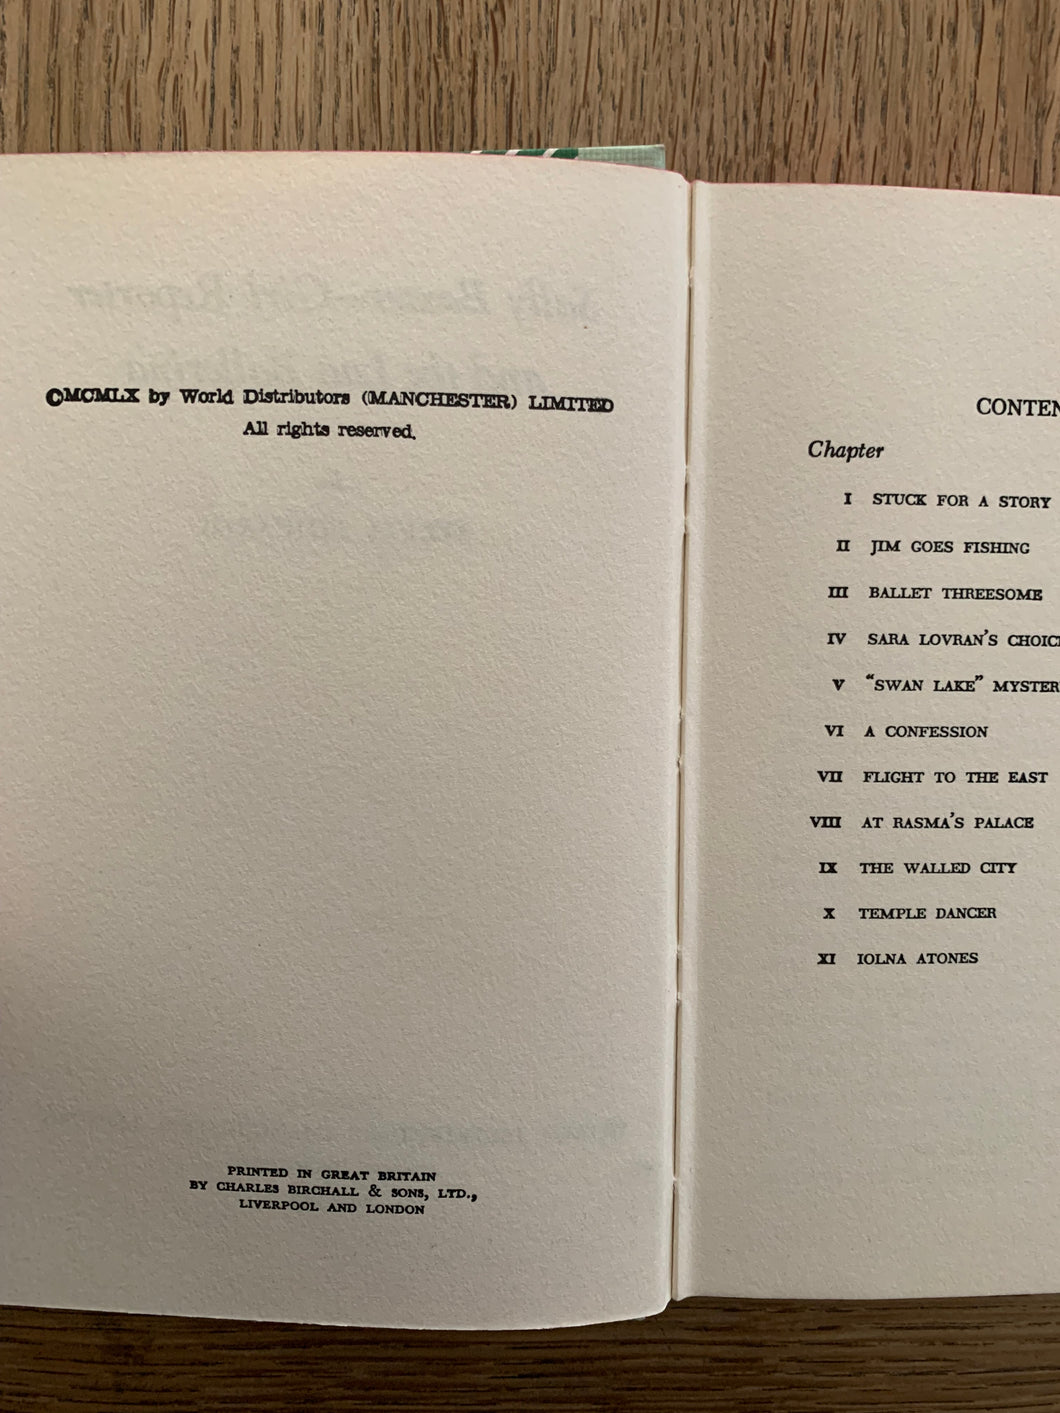 ©MCMLX by World Distributors (MANCHESTER) LIMITED
All rights reserved.
PRINTED IN GREAT BRITAIN
BY CHARLES BIRCHALL & SONS, LTD.,
LIVERPOOL AND LONDON
CONTEN
Chapter
I STUCK FOR A STORY
II JIM GOES FISHING
III BALLET THREESOME
IV SARA LOVRAN'S CHOIC
V "SWAN LAKE" MYSTER
VI A CONFESSION
VII FLIGHT TO THE EAST
VIII AT RASMA'S PALACE
IX THE WALLED CITY
X TEMPLE DANCER
XI IOLNA ATONES